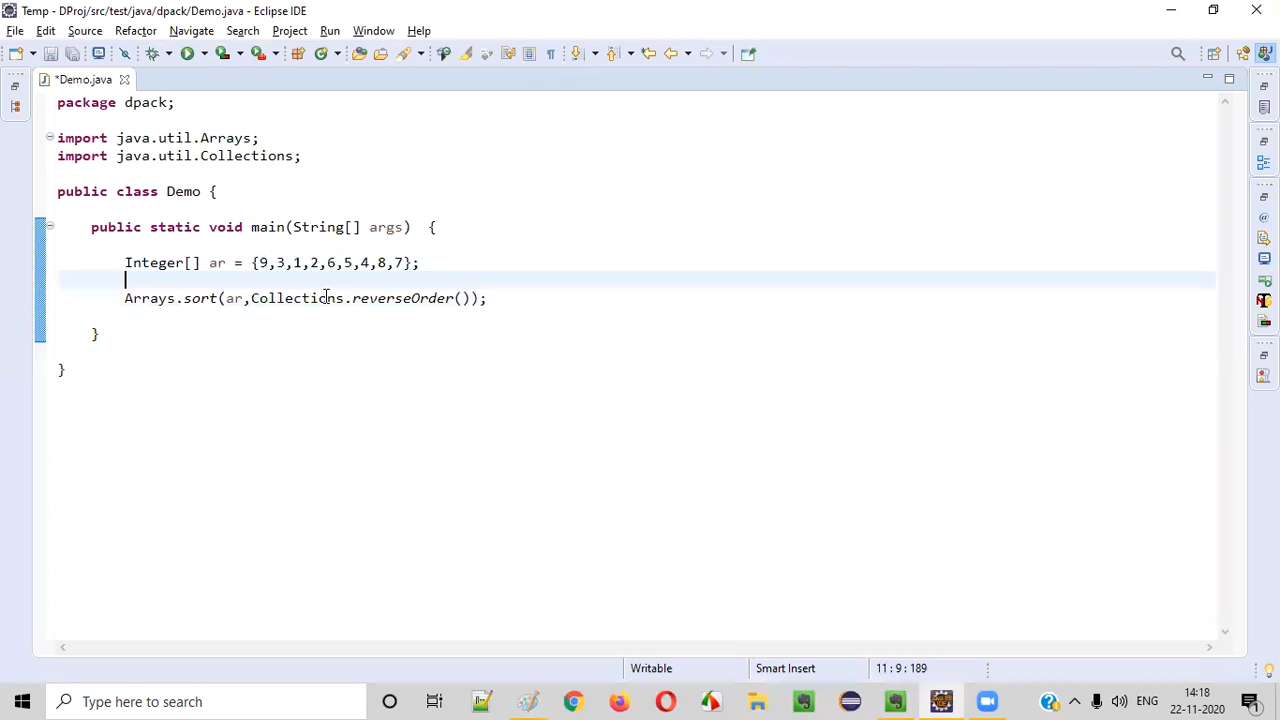 Temp - DProj/src/test/java/dpack/Demo.java - Eclipse IDE
File Edit Source Refactor Navigate Search Project Run Window Help
*Demo.java
package dpack;
import java.util.Arrays;
import java.util.Collections;
public class Demo {
public static void main(String[] args)  {
Integer[] ar = {9,3,1,2,6,5,4,8,7};
Arrays.sort(ar,Collections.reverseOrder());
}
}
Writable Smart Insert 11 : 9 : 189
Type here to search
ENG
14:18
22-11-2020